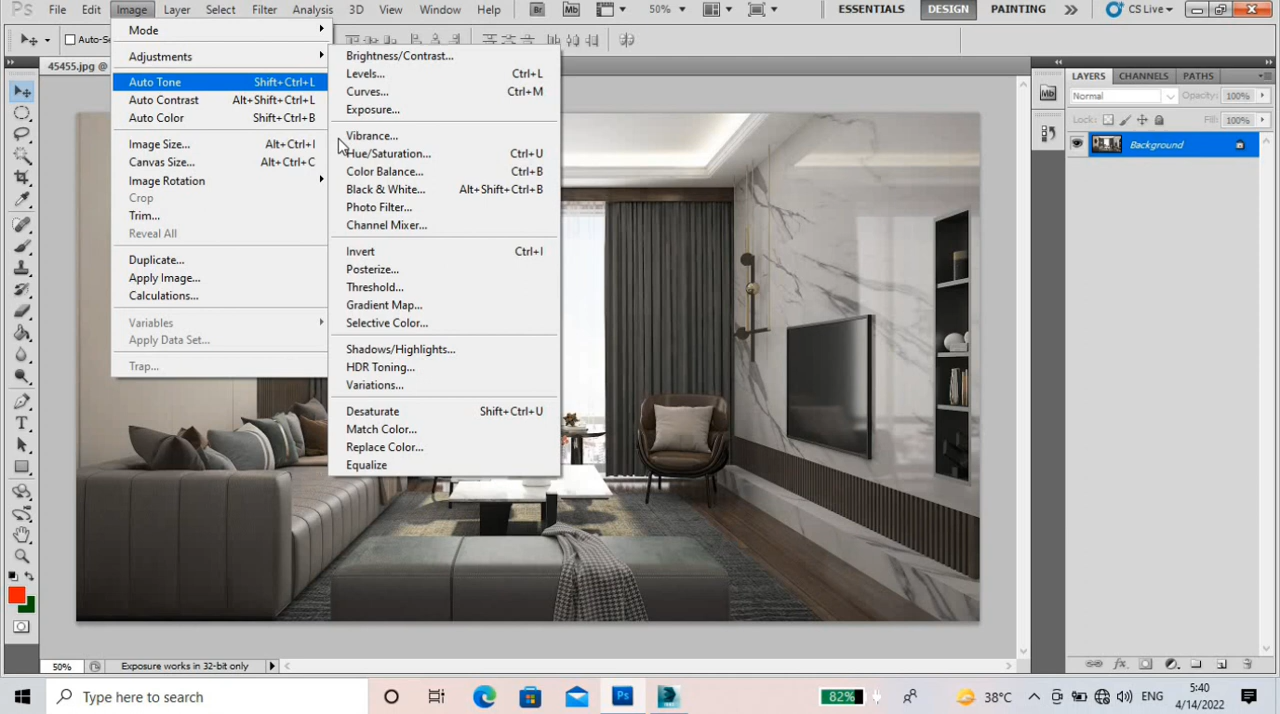 Ps File Edit Image Layer Select Filter Analysis 3D View Window Help Br Mb 50% ESSENTIALS DESIGN PAINTING CS Live
Auto-Se
45455.jpg @
Mode
Adjustments
Auto Tone Shift+Ctrl+L
Auto Contrast Alt+Shift+Ctrl+L
Auto Color Shift+Ctrl+B
Image Size... Alt+Ctrl+I
Canvas Size... Alt+Ctrl+C
Image Rotation
Crop
Trim...
Reveal All
Duplicate...
Apply Image...
Calculations...
Variables
Apply Data Set...
Trap...
Brightness/Contrast...
Levels... Ctrl+L
Curves... Ctrl+M
Exposure...
Vibrance...
Hue/Saturation... Ctrl+U
Color Balance... Ctrl+B
Black & White... Alt+Shift+Ctrl+B
Photo Filter...
Channel Mixer...
Invert Ctrl+I
Posterize...
Threshold...
Gradient Map...
Selective Color...
Shadows/Highlights...
HDR Toning...
Variations...
Desaturate Shift+Ctrl+U
Match Color...
Replace Color...
Equalize
Mb
LAYERS CHANNELS PATHS
Normal Opacity: 100%
Lock: Fill: 100%
Background
50% Exposure works in 32-bit only
Type here to search
Ps
82%
38°C
ENG
5:40
4/14/2022